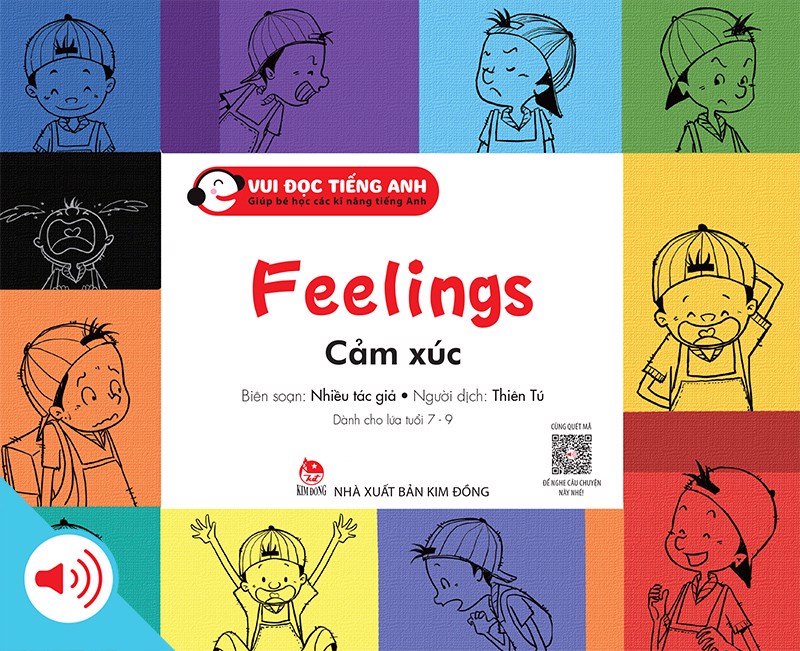 VUI ĐỌC TIẾNG ANH
Giúp bé học các kĩ năng tiếng Anh
Feelings
Cảm xúc
Biên soạn: Nhiều tác giả • Người dịch: Thiên Tú
Dành cho lứa tuổi 7 - 9
CÙNG QUÉT MÃ
ĐỂ NGHE CÂU CHUYỆN
NÀY NHÉ!
KIM ĐỒNG
NHÀ XUẤT BẢN KIM ĐỒNG